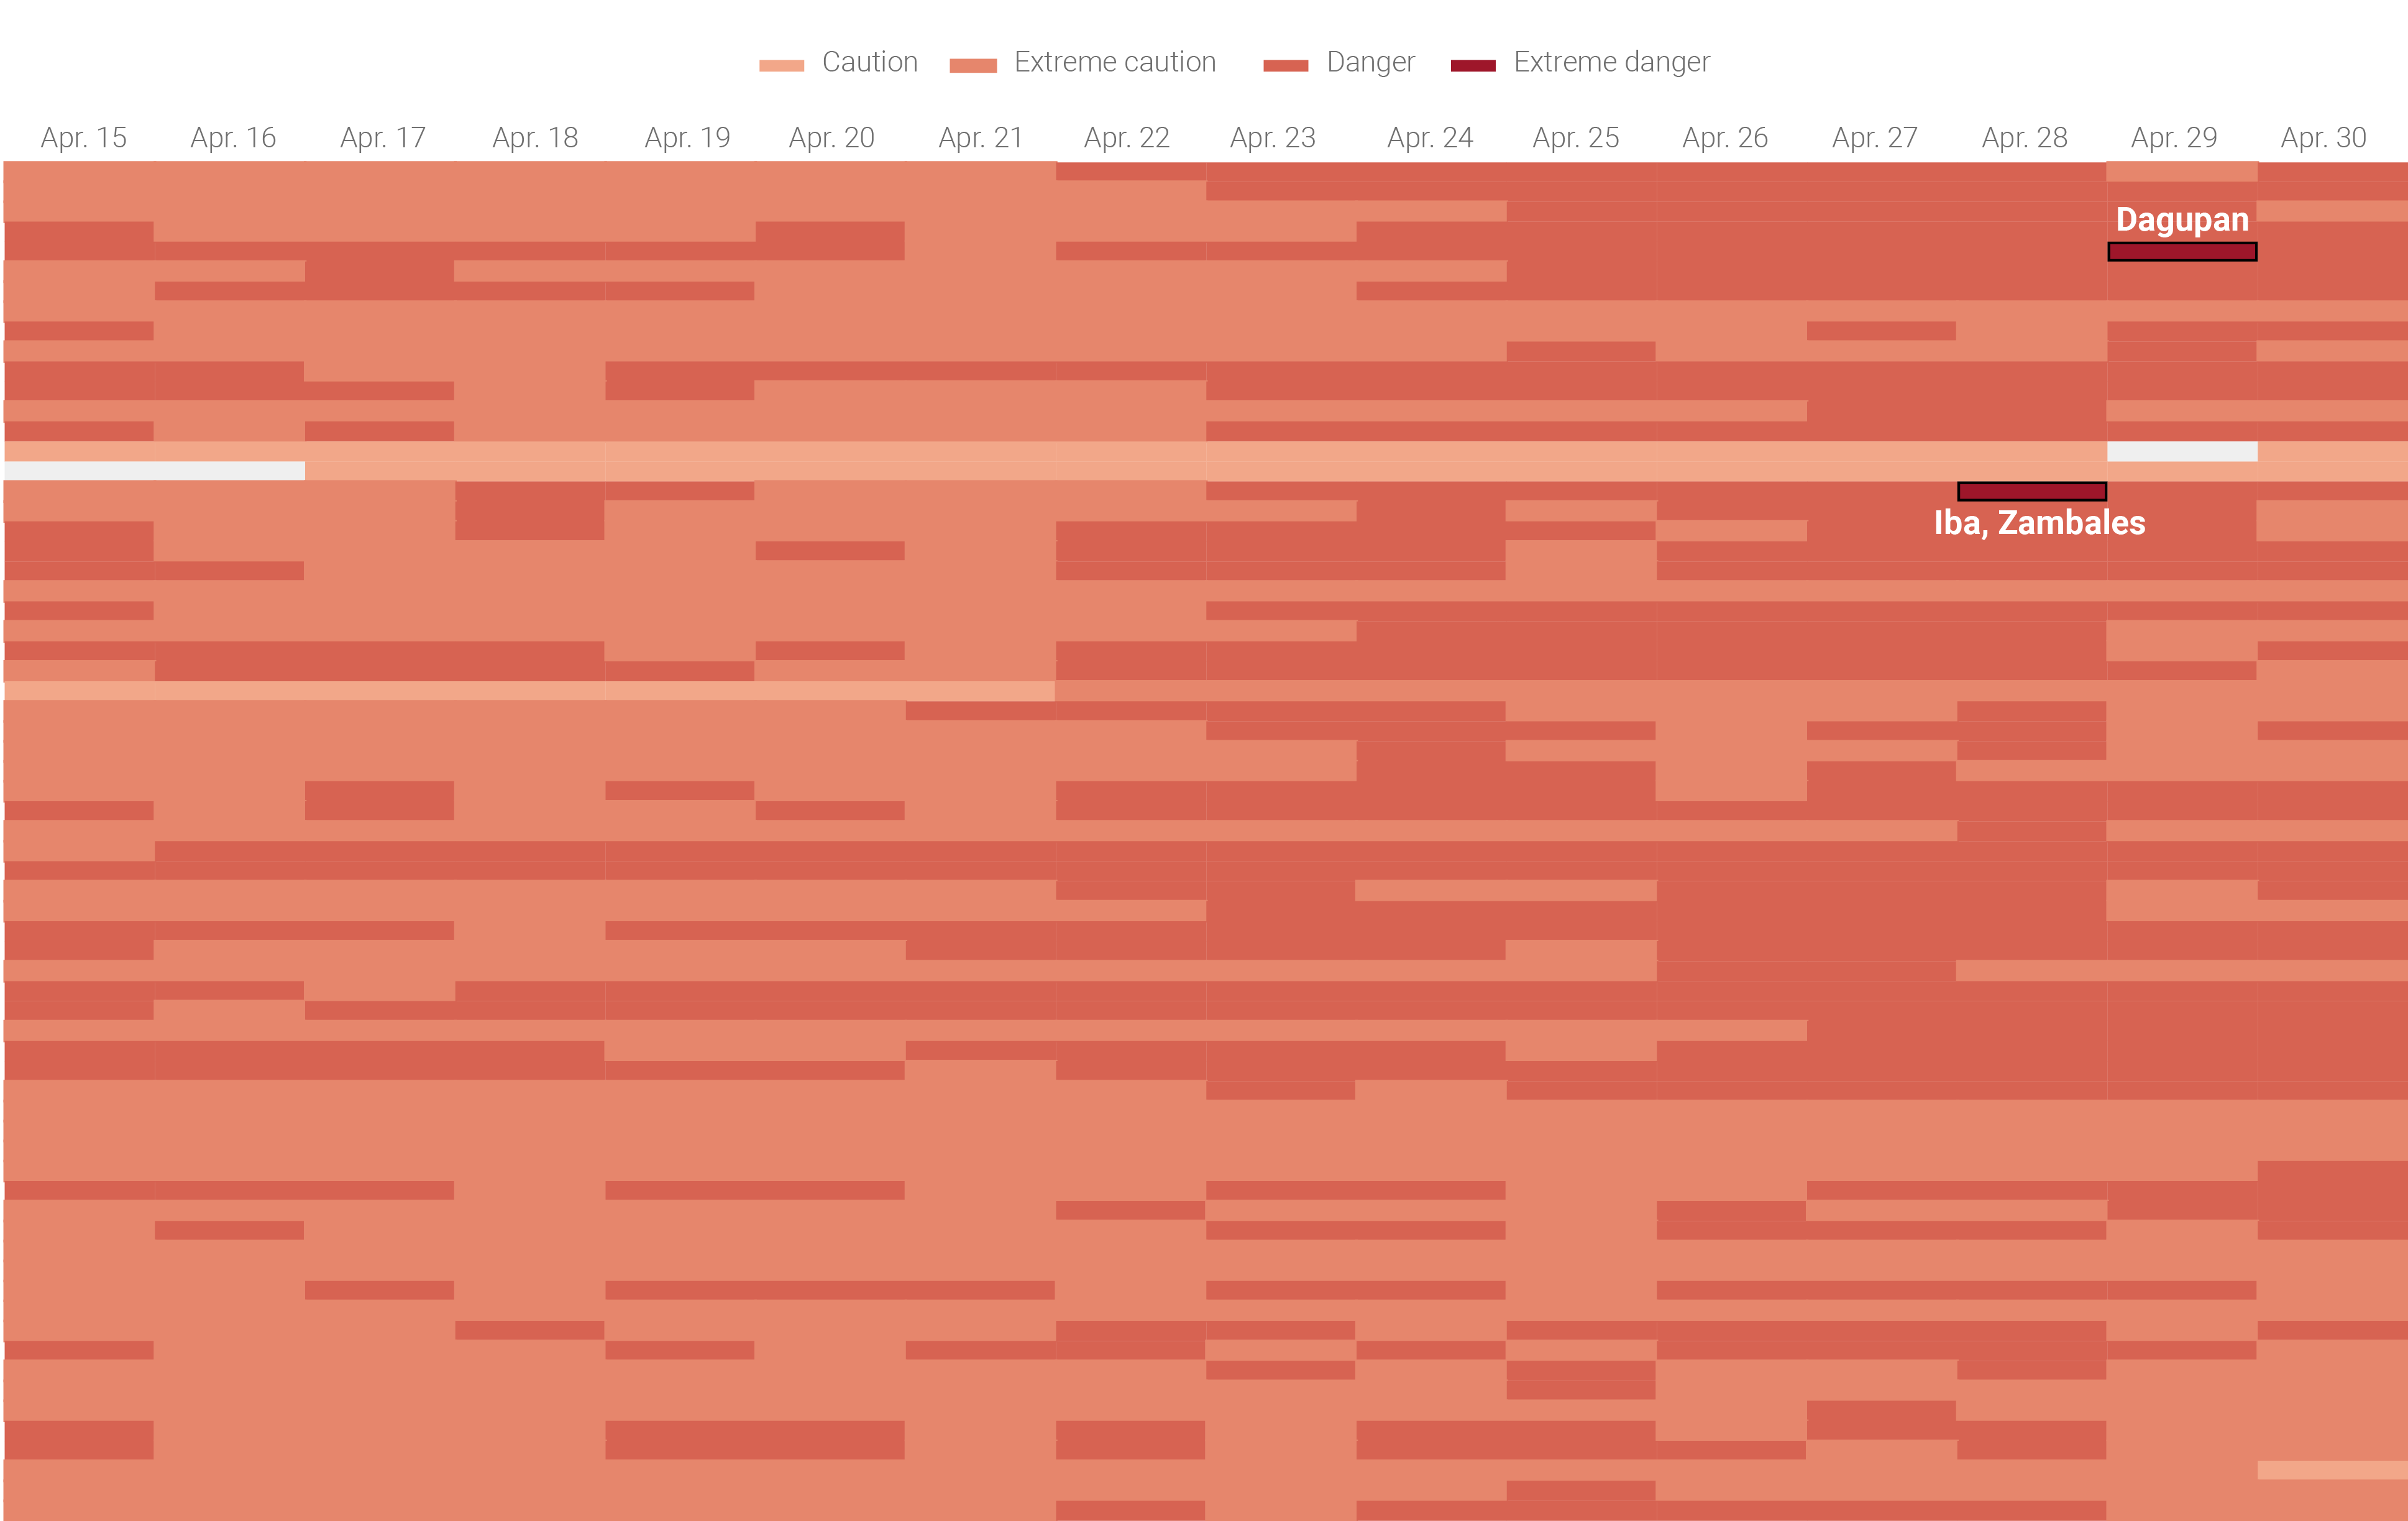 Caution Extreme caution Danger Extreme danger
Apr. 15 Apr. 16 Apr. 17 Apr. 18 Apr. 19 Apr. 20 Apr. 21 Apr. 22 Apr. 23 Apr. 24 Apr. 25 Apr. 26 Apr. 27 Apr. 28 Apr. 29 Apr. 30
Dagupan
Iba, Zambales